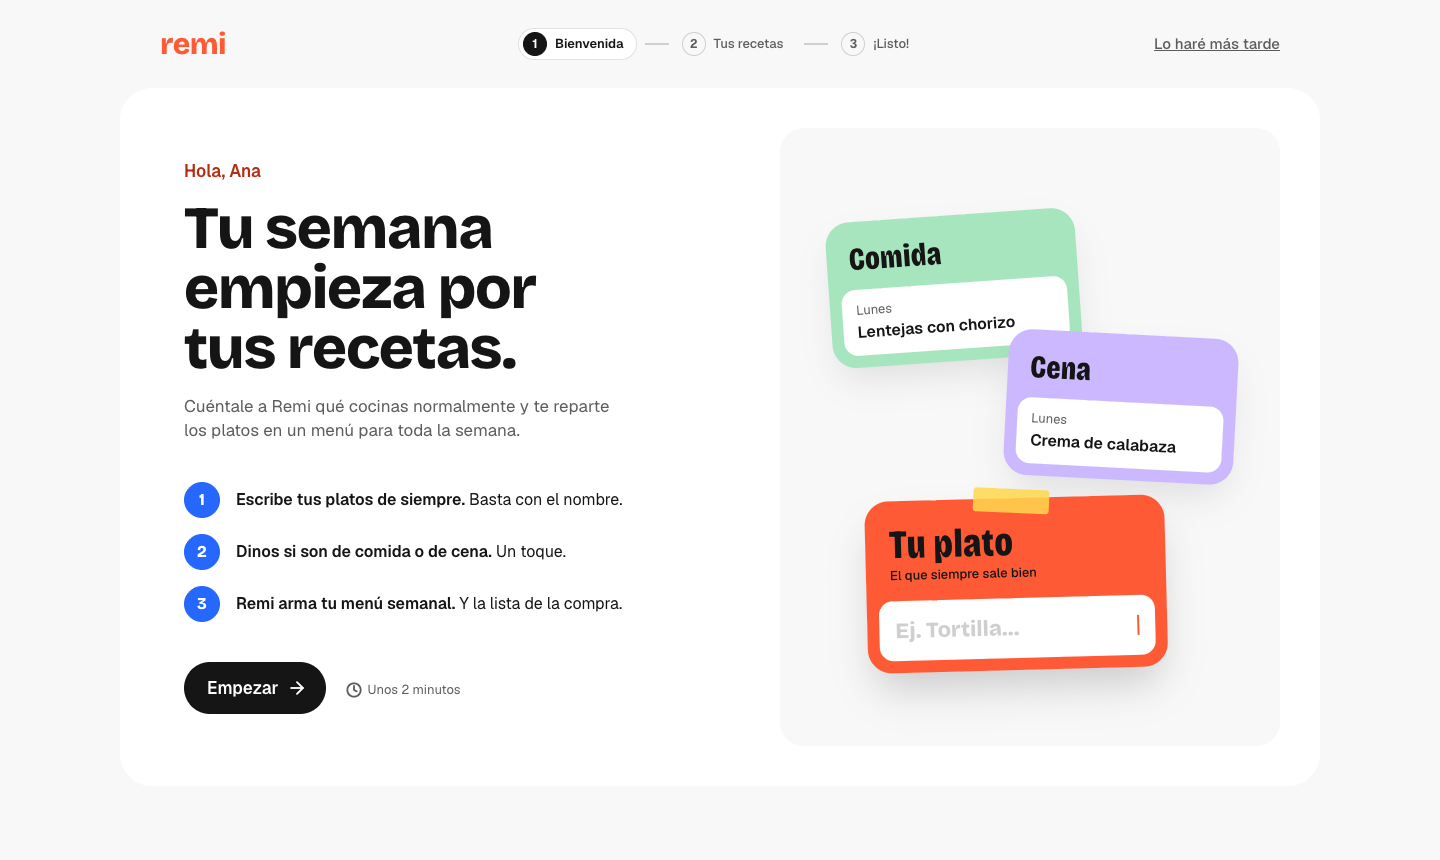 remi
1 Bienvenida
2 Tus recetas
3 ¡Listo!
Lo haré más tarde
Hola, Ana
Tu semana
empieza por
tus recetas.
Cuéntale a Remi qué cocinas normalmente y te reparte
los platos en un menú para toda la semana.
1 Escribe tus platos de siempre. Basta con el nombre.
2 Dinos si son de comida o de cena. Un toque.
3 Remi arma tu menú semanal. Y la lista de la compra.
Empezar
Unos 2 minutos
Comida
Lunes
Lentejas con chorizo
Cena
Lunes
Crema de calabaza
Tu plato
El que siempre sale bien
Ej. Tortilla...